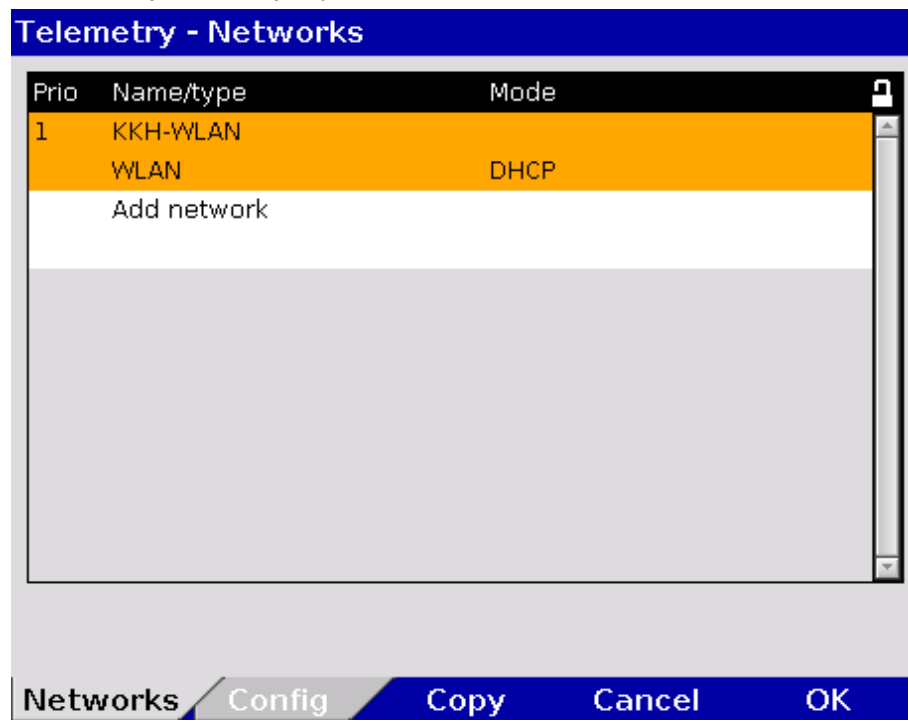 Telemetry - Networks
Prio Name/type Mode
1 KKH-WLAN
WLAN DHCP
Add network
Networks Config Copy Cancel OK